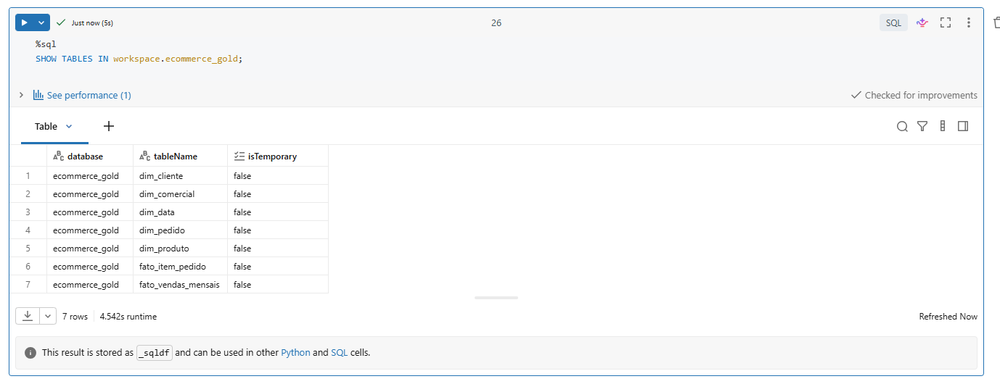 Just now (5s)
26
SQL
%sql
SHOW TABLES IN workspace.ecommerce_gold;
See performance (1)
Checked for improvements
Table
database tableName isTemporary
1 ecommerce_gold dim_cliente false
2 ecommerce_gold dim_comercial false
3 ecommerce_gold dim_data false
4 ecommerce_gold dim_pedido false
5 ecommerce_gold dim_produto false
6 ecommerce_gold fato_item_pedido false
7 ecommerce_gold fato_vendas_mensais false
7 rows 4.542s runtime
Refreshed Now
This result is stored as _sqldf and can be used in other Python and SQL cells.